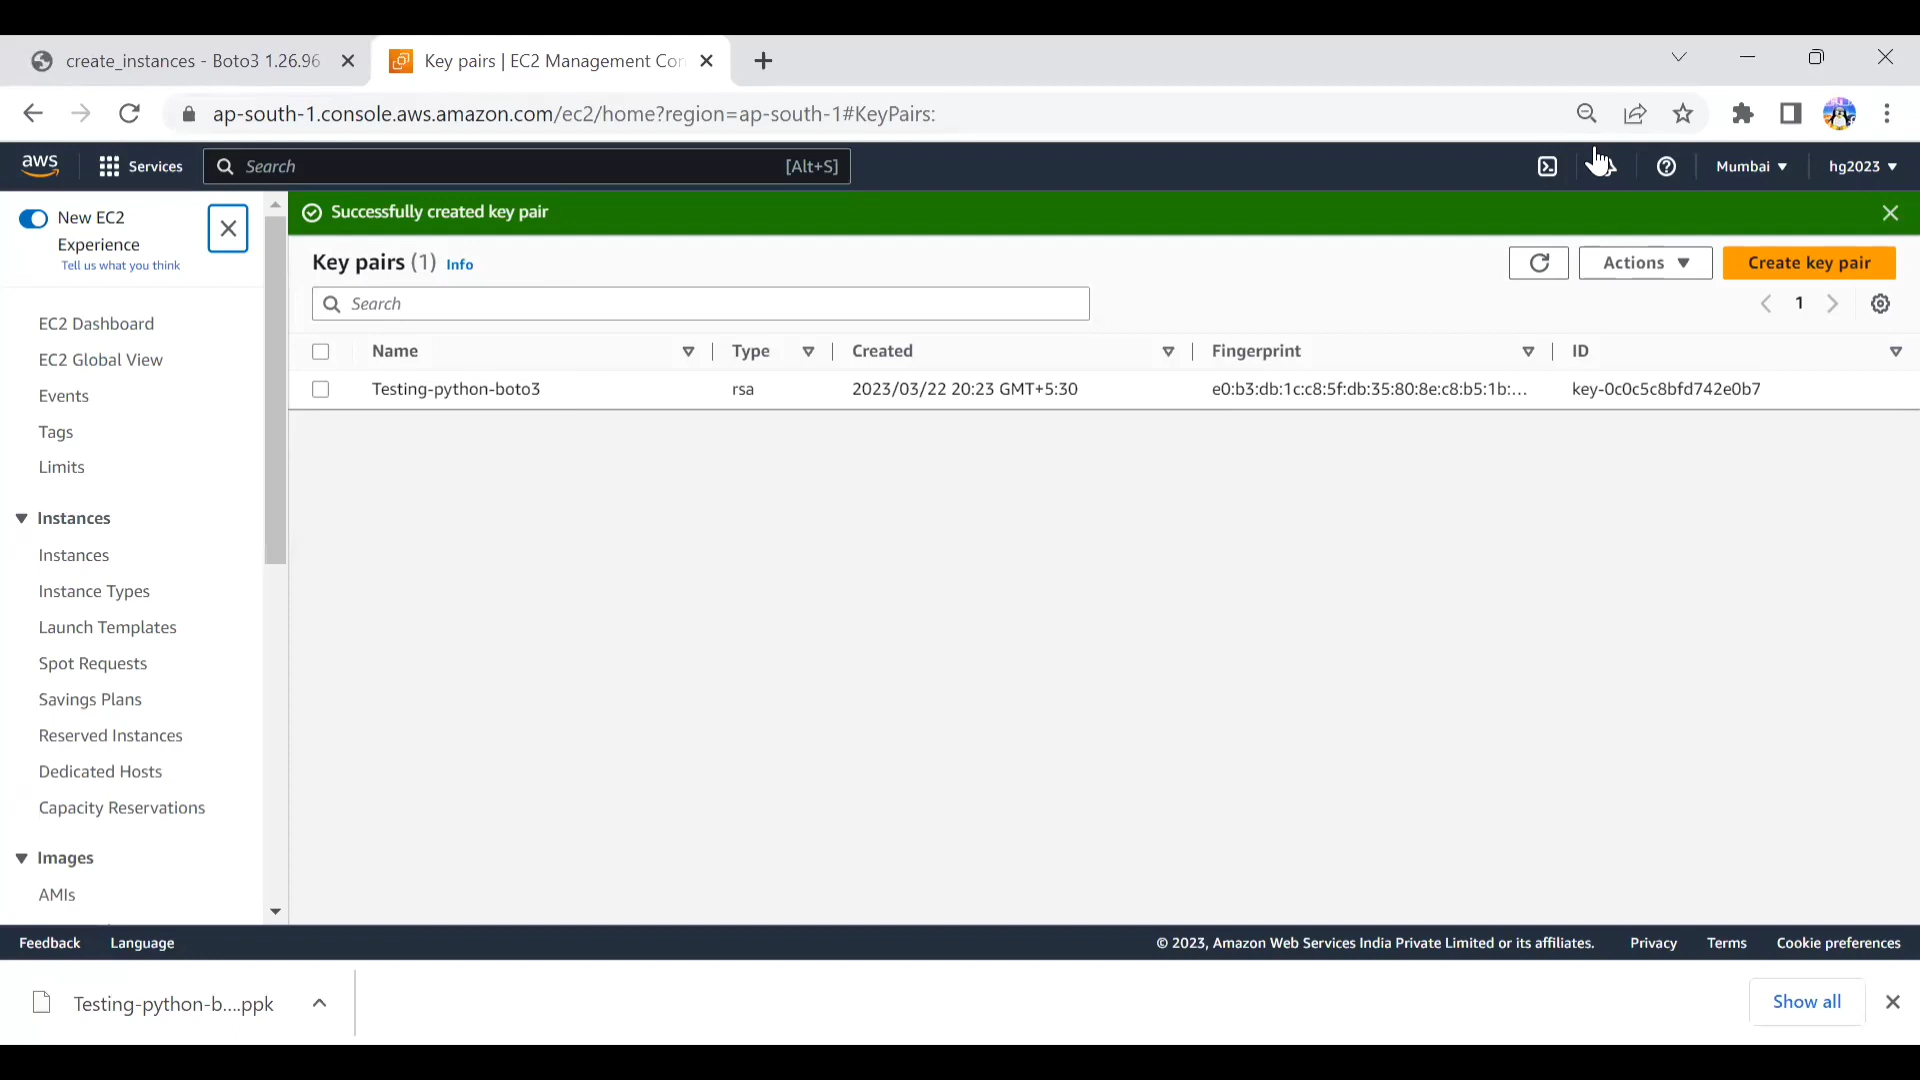 create_instances - Boto3 1.26.96
Key pairs | EC2 Management Con
ap-south-1.console.aws.amazon.com/ec2/home?region=ap-south-1#KeyPairs:
aws
Services
Search
[Alt+S]
Mumbai
hg2023
New EC2
Experience
Tell us what you think
Successfully created key pair
Key pairs (1) Info
Actions
Create key pair
Search
1
Name
Type
Created
Fingerprint
ID
Testing-python-boto3
rsa
2023/03/22 20:23 GMT+5:30
e0:b3:db:1c:c8:5f:db:35:80:8e:c8:b5:1b:...
key-0c0c5c8bfd742e0b7
EC2 Dashboard
EC2 Global View
Events
Tags
Limits
Instances
Instances
Instance Types
Launch Templates
Spot Requests
Savings Plans
Reserved Instances
Dedicated Hosts
Capacity Reservations
Images
AMIs
Feedback
Language
© 2023, Amazon Web Services India Private Limited or its affiliates.
Privacy
Terms
Cookie preferences
Testing-python-b....ppk
Show all